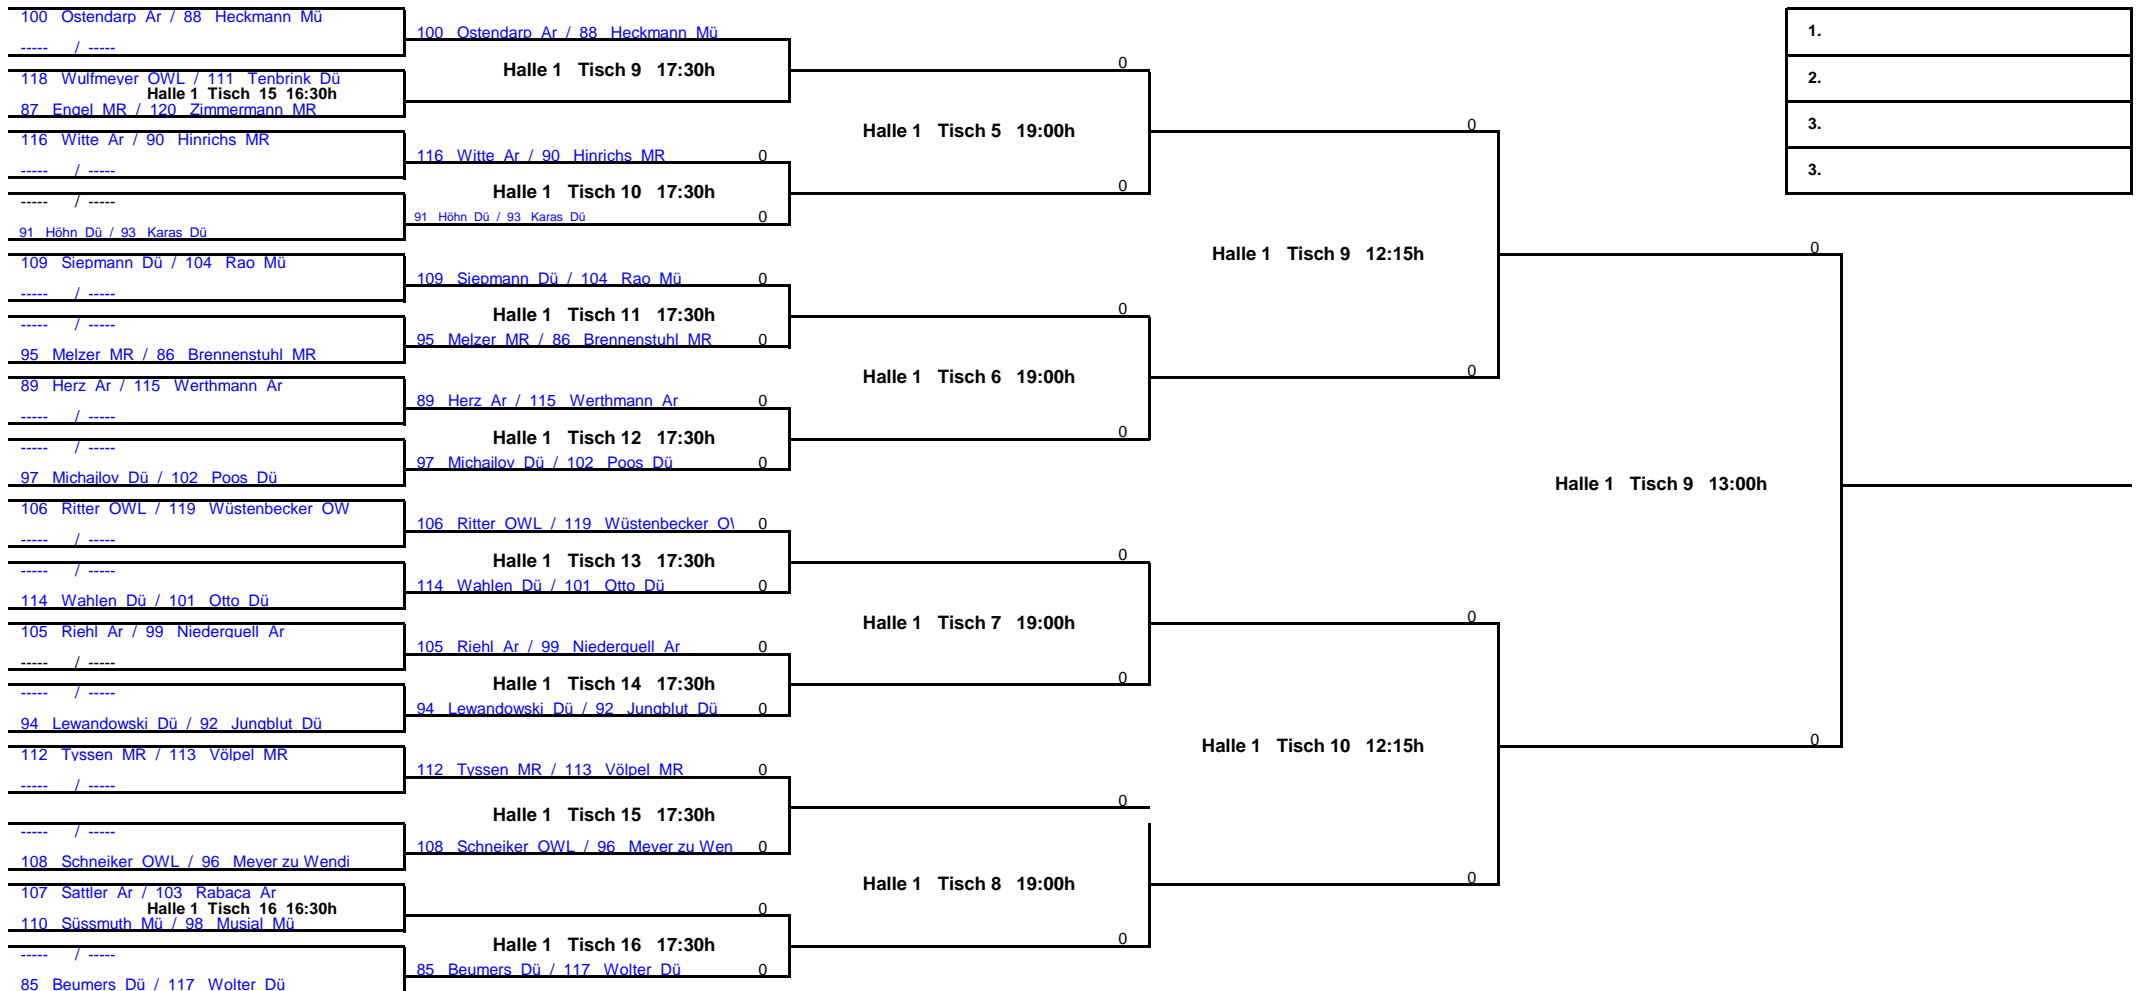 100 Ostendarp Ar / 88 Heckmann Mü
----- / -----
118 Wulfmeyer OWL / 111 Tenbrink Dü
Halle 1 Tisch 15 16:30h
87 Engel MR / 120 Zimmermann MR
116 Witte Ar / 90 Hinrichs MR
----- / -----
----- / -----
91 Höhn Dü / 93 Karas Dü
109 Siepmann Dü / 104 Rao Mü
----- / -----
----- / -----
95 Melzer MR / 86 Brennenstuhl MR
89 Herz Ar / 115 Werthmann Ar
----- / -----
----- / -----
97 Michailov Dü / 102 Poos Dü
106 Ritter OWL / 119 Wüstenbecker OW
----- / -----
----- / -----
114 Wahlen Dü / 101 Otto Dü
105 Riehl Ar / 99 Niederquell Ar
----- / -----
----- / -----
94 Lewandowski Dü / 92 Jungblut Dü
112 Tyssen MR / 113 Völpel MR
----- / -----
----- / -----
108 Schneiker OWL / 96 Meyer zu Wendi
107 Sattler Ar / 103 Rabaca Ar
Halle 1 Tisch 16 16:30h
110 Süssmuth Mü / 98 Musial Mü
----- / -----
85 Beumers Dü / 117 Wolter Dü
100 Ostendarp Ar / 88 Heckmann Mü
Halle 1 Tisch 9 17:30h
116 Witte Ar / 90 Hinrichs MR 0
Halle 1 Tisch 10 17:30h
91 Höhn Dü / 93 Karas Dü 0
109 Siepmann Dü / 104 Rao Mü 0
Halle 1 Tisch 11 17:30h
95 Melzer MR / 86 Brennenstuhl MR 0
89 Herz Ar / 115 Werthmann Ar 0
Halle 1 Tisch 12 17:30h
97 Michailov Dü / 102 Poos Dü 0
106 Ritter OWL / 119 Wüstenbecker OW 0
Halle 1 Tisch 13 17:30h
114 Wahlen Dü / 101 Otto Dü 0
105 Riehl Ar / 99 Niederquell Ar 0
Halle 1 Tisch 14 17:30h
94 Lewandowski Dü / 92 Jungblut Dü 0
112 Tyssen MR / 113 Völpel MR 0
Halle 1 Tisch 15 17:30h
108 Schneiker OWL / 96 Meyer zu Wen 0
0
Halle 1 Tisch 16 17:30h
85 Beumers Dü / 117 Wolter Dü 0
0
Halle 1 Tisch 5 19:00h
0
0
Halle 1 Tisch 6 19:00h
0
0
Halle 1 Tisch 7 19:00h
0
0
Halle 1 Tisch 8 19:00h
0
0
Halle 1 Tisch 9 12:15h
0
0
Halle 1 Tisch 10 12:15h
0
0
Halle 1 Tisch 9 13:00h
0
1.
2.
3.
3.